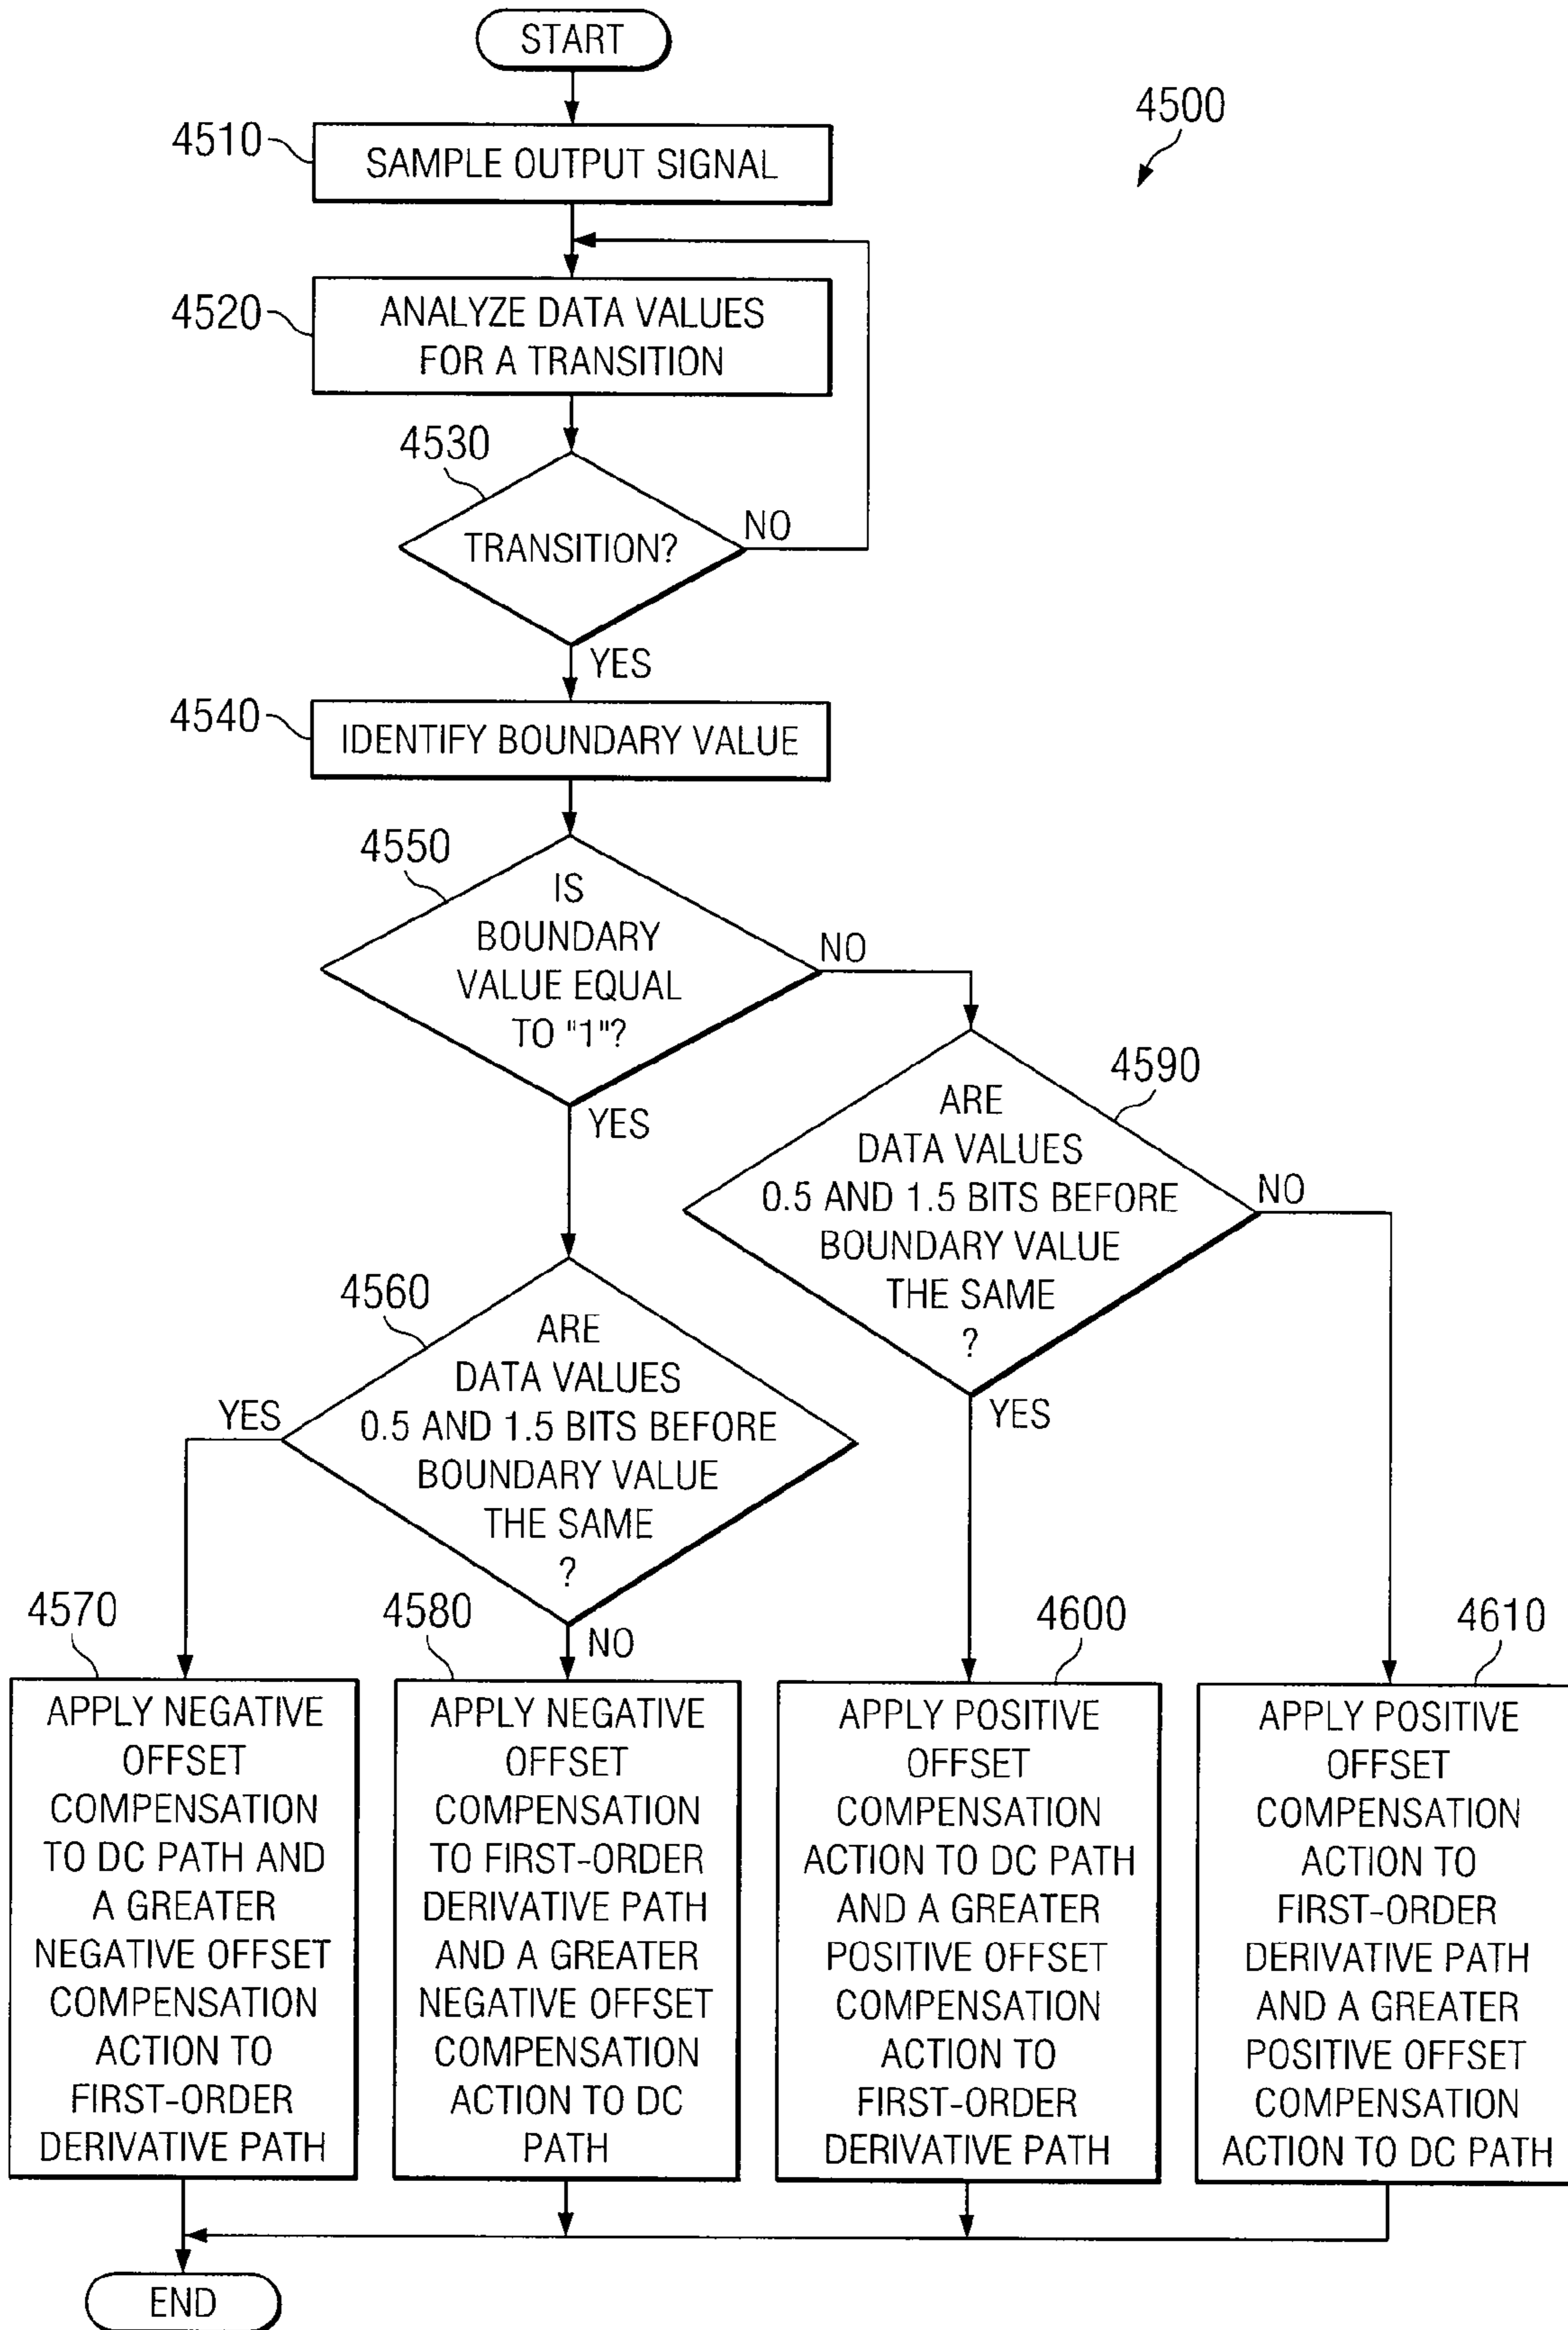 START
4500
4510
SAMPLE OUTPUT SIGNAL
4520
ANALYZE DATA VALUES
FOR A TRANSITION
4530
TRANSITION?
NO
YES
4540
IDENTIFY BOUNDARY VALUE
4550
IS
BOUNDARY
VALUE EQUAL
TO "1"?
NO
YES
4590
ARE
DATA VALUES
0.5 AND 1.5 BITS BEFORE
BOUNDARY VALUE
THE SAME
?
NO
YES
4560
ARE
DATA VALUES
0.5 AND 1.5 BITS BEFORE
BOUNDARY VALUE
THE SAME
?
YES
NO
4570
APPLY NEGATIVE
OFFSET
COMPENSATION
TO DC PATH AND
A GREATER
NEGATIVE OFFSET
COMPENSATION
ACTION TO
FIRST-ORDER
DERIVATIVE PATH
4580
APPLY NEGATIVE
OFFSET
COMPENSATION
TO FIRST-ORDER
DERIVATIVE PATH
AND A GREATER
NEGATIVE OFFSET
COMPENSATION
ACTION TO DC
PATH
4600
APPLY POSITIVE
OFFSET
COMPENSATION
ACTION TO DC PATH
AND A GREATER
POSITIVE OFFSET
COMPENSATION
ACTION TO
FIRST-ORDER
DERIVATIVE PATH
4610
APPLY POSITIVE
OFFSET
COMPENSATION
ACTION TO
FIRST-ORDER
DERIVATIVE PATH
AND A GREATER
POSITIVE OFFSET
COMPENSATION
ACTION TO DC PATH
END